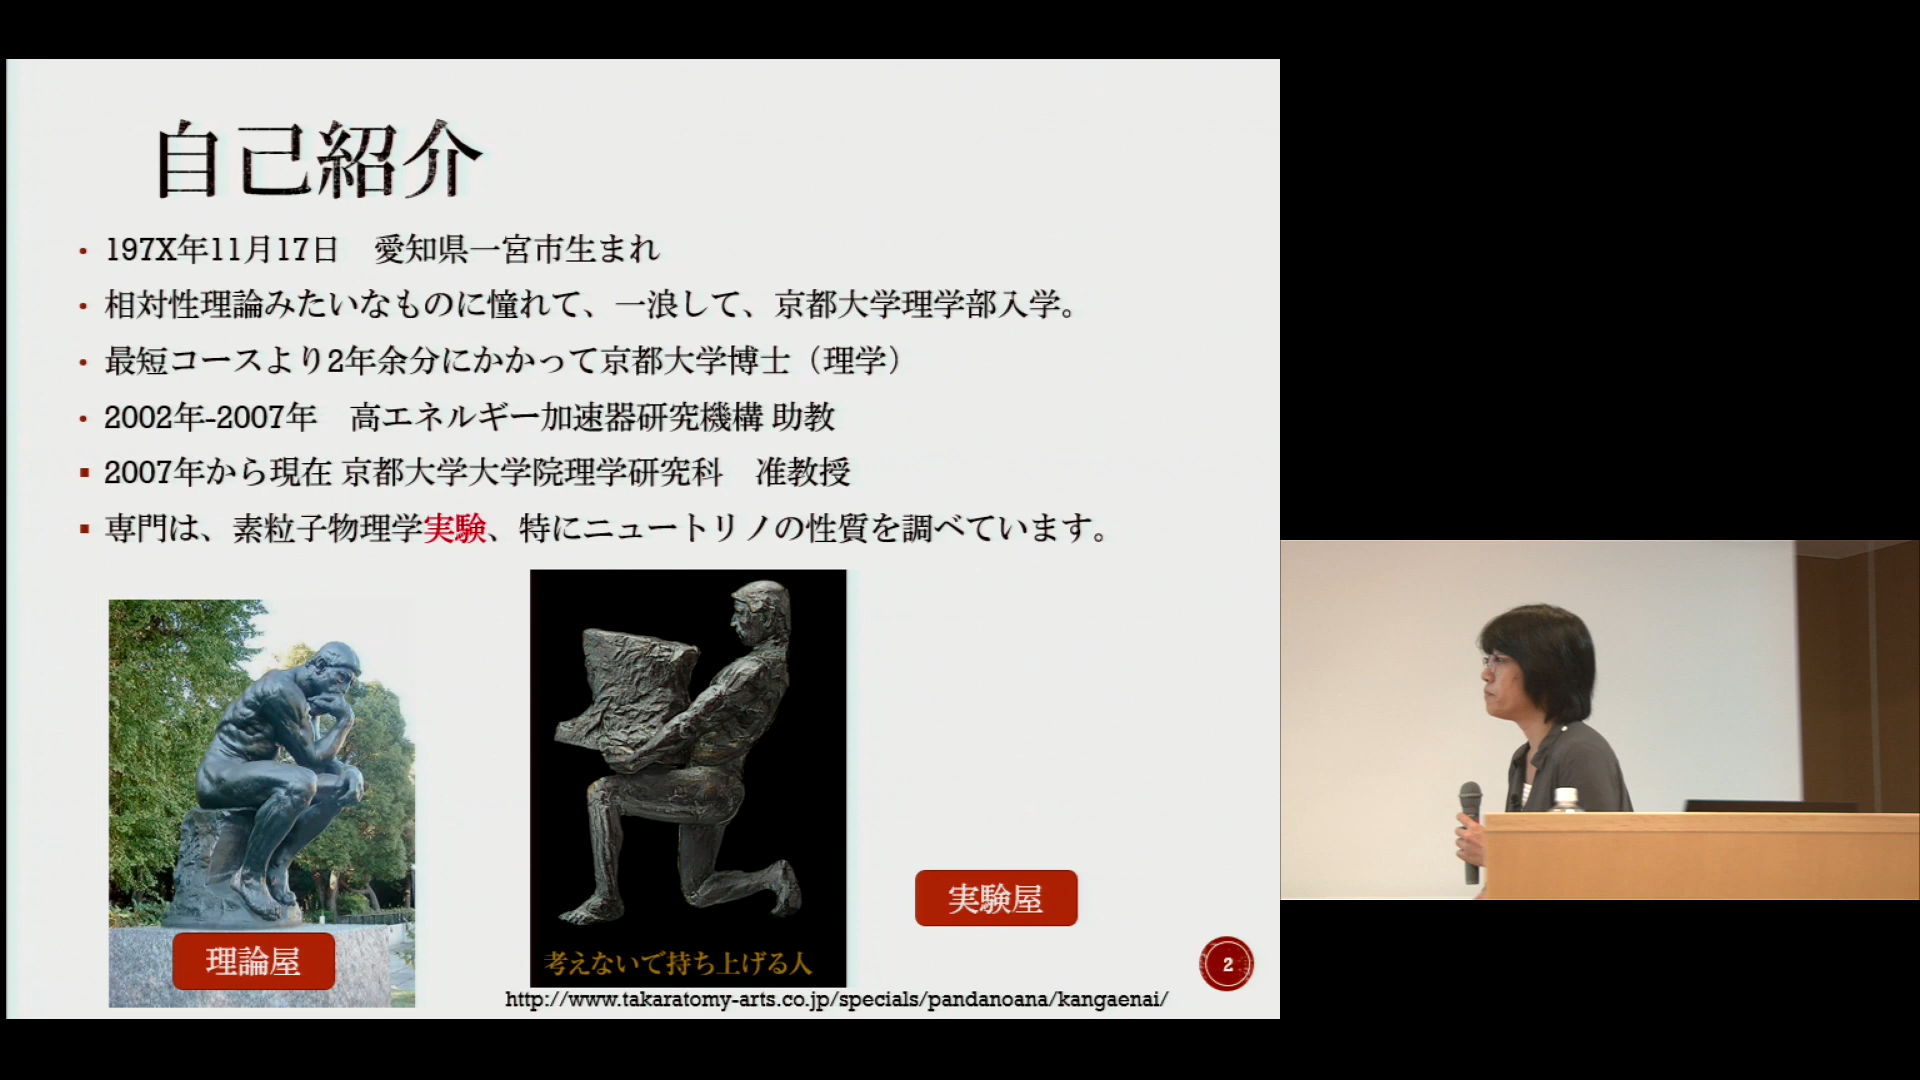 自己紹介
197X年11月17日　愛知県一宮市生まれ
相対性理論みたいなものに憧れて、一浪して、京都大学理学部入学。
最短コースより2年余分にかかって京都大学博士（理学）
2002年-2007年　高エネルギー加速器研究機構 助教
2007年から現在 京都大学大学院理学研究科　准教授
専門は、素粒子物理学実験、特にニュートリノの性質を調べています。
理論屋
考えないで持ち上げる人
実験屋
http://www.takaratomy-arts.co.jp/specials/pandanoana/kangaenai/
2